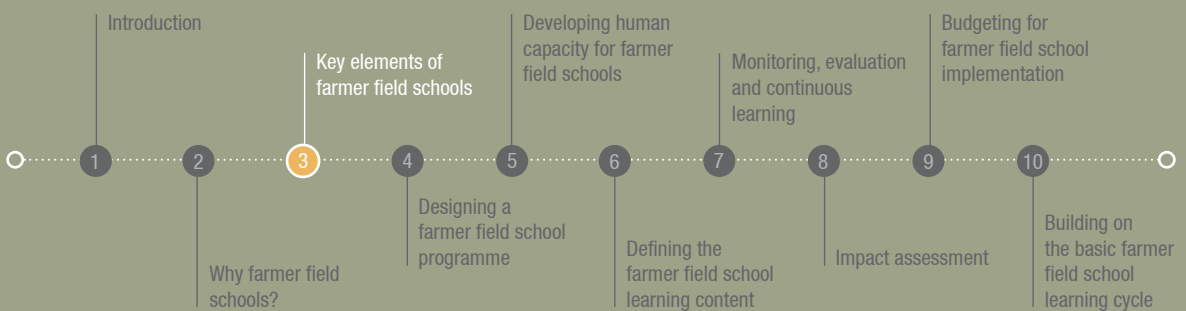 1
Introduction
2
Why farmer field
schools?
3
Key elements of
farmer field schools
4
Designing a
farmer field school
programme
5
Developing human
capacity for farmer
field schools
6
Defining the
farmer field school
learning content
7
Monitoring, evaluation
and continuous
learning
8
Impact assessment
9
Budgeting for
farmer field school
implementation
10
Building on
the basic farmer
field school
learning cycle